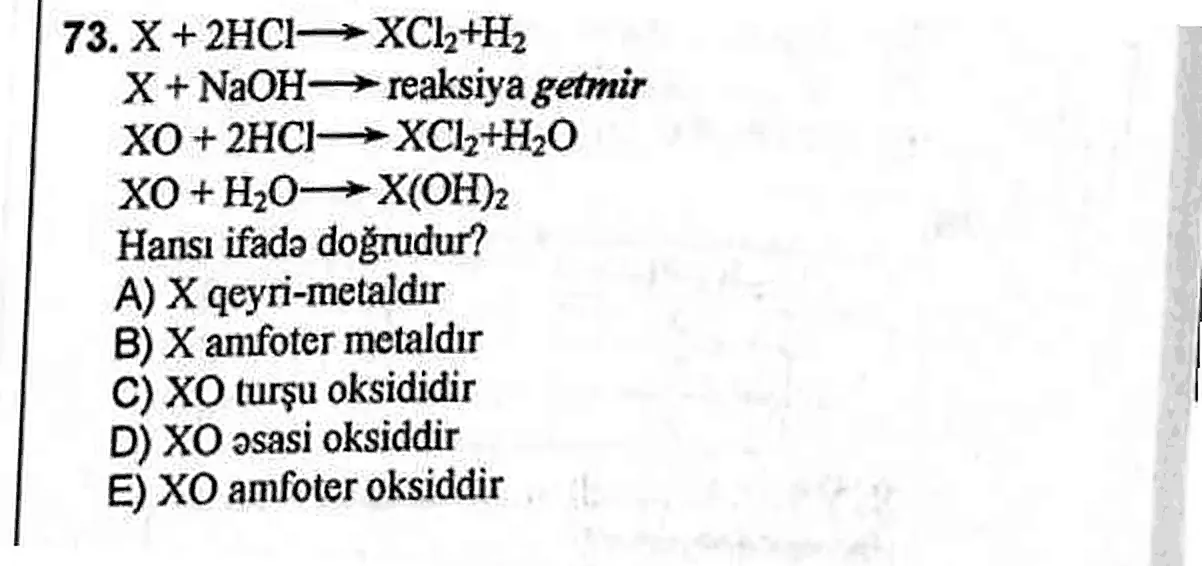 73. X + 2HCl⟶XCl₂+H₂
X + NaOH⟶reaksiya getmir
XO + 2HCl⟶XCl₂+H₂O
XO + H₂O⟶X(OH)₂
Hansı ifadə doğrudur?
A) X qeyri-metaldır
B) X amfoter metaldır
C) XO turşu oksididir
D) XO əsasi oksiddir
E) XO amfoter oksiddir